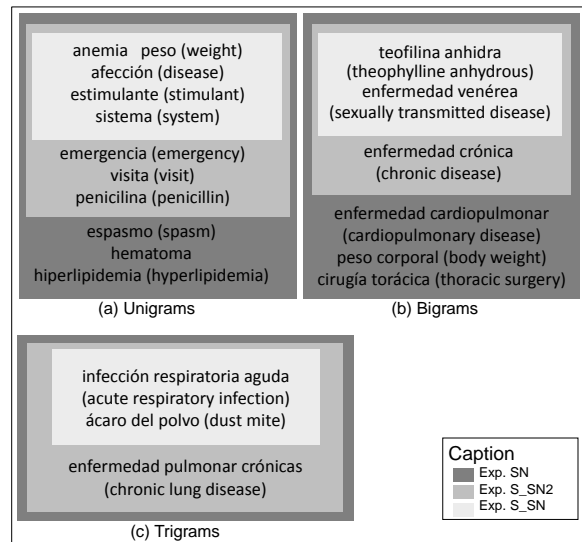 anemia peso (weight)
afección (disease)
estimulante (stimulant)
sistema (system)
emergencia (emergency)
visita (visit)
penicilina (penicillin)
espasmo (spasm)
hematoma
hiperlipidemia (hyperlipidemia)
(a) Unigrams
teofilina anhidra
(theophylline anhydrous)
enfermedad venérea
(sexually transmitted disease)
enfermedad crónica
(chronic disease)
enfermedad cardiopulmonar
(cardiopulmonary disease)
peso corporal (body weight)
cirugía torácica (thoracic surgery)
(b) Bigrams
infección respiratoria aguda
(acute respiratory infection)
ácaro del polvo (dust mite)
enfermedad pulmonar crónicas
(chronic lung disease)
(c) Trigrams
Caption
Exp. SN
Exp. S_SN2
Exp. S_SN